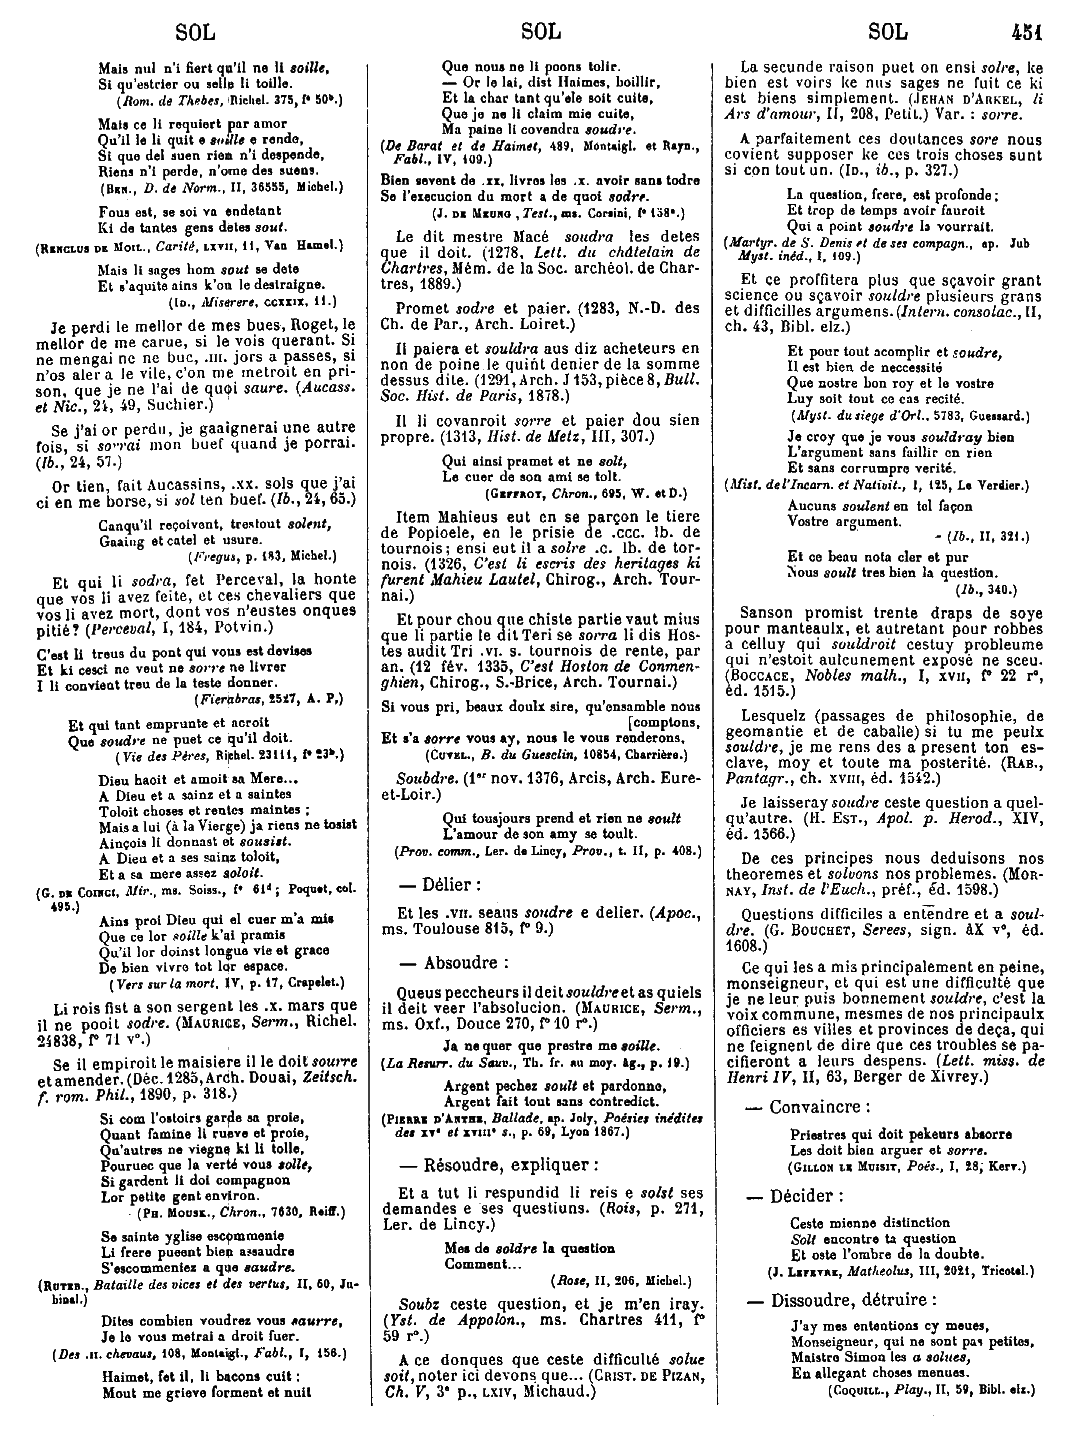 SOL
SOL
SOL
451
Mais nul n'i fiert qu'il ne li soille,
Si qu'estrier ou selle li toille.
(Rom. de Thebes, Richel. 375, f° 50ᵇ.)
Mais ce li requiert par amor
Qu'il le li quit e soille e rende,
Si que del suen rien n'i despende,
Riens n'i perde, n'ome des suens.
(Ben., D. de Norm., II, 36555, Michel.)
Fous est, se soi va endetant
Ki de tantes gens detes sout.
(Renclus de Moil., Carité, LXVII, 11, Van Hamel.)
Mais li sages hom sout se dete
Et s'aquite ains k'on le destraigne.
(Id., Miserere, CCXXIX, 11.)
Je perdi le mellor de mes bues, Roget, le
mellor de me carue, si le vois querant. Si
ne mengai ne ne buc, .III. jors a passes, si
n'os aler a le vile, c'on me metroit en pri-
son, que je ne l'ai de quoi saure. (Aucass.
et Nic., 24, 49, Suchier.)
Se j'ai or perdu, je gaaignerai une autre
fois, si sorrai mon buef quand je porrai.
(Ib., 24, 57.)
Or tien, fait Aucassins, .XX. sols que j'ai
ci en me borse, si sol ten buef. (Ib., 24, 65.)
Canqu'il reçoivent, trestout solent,
Gaaing et catel et usure.
(Fregus, p. 183, Michel.)
Et qui li sodra, fet Perceval, la honte
que vos li avez feite, et ces chevaliers que
vos li avez mort, dont vos n'eustes onques
pitié? (Perceval, I, 184, Potvin.)
C'est li treus du pont qui vous est devises
Et ki cesci ne veut ne sorre ne livrer
I li convient treu de la teste donner.
(Fierabras, 2527, A. P.)
Et qui tant emprunte et acroit
Que soudre ne puet ce qu'il doit.
(Vie des Péres, Richel. 23111, f° 23ᵇ.)
Dieu haoit et amoit sa Mere...
A Dieu et a sainz et a saintes
Toloit choses et rentes maintes ;
Mais a lui (à la Vierge) ja riens ne tosist
Ainçois li donnast et sousist.
A Dieu et a ses sainz toloit,
Et a sa mere assez soloit.
(G. de Coinci, Mir., ms. Soiss., f° 61ᵈ ; Poquet, col.
495.)
Ains proi Dieu qui el cuer m'a mis
Que ce lor soille k'ai pramis
Qu'il lor doinst longue vie et grace
De bien vivre tot lor espace.
(Vers sur la mort, IV, p. 17, Crapelet.)
Li rois fist a son sergent les .X. mars que
il ne pooit sodre. (Maurice, Serm., Richel.
24838, f° 71 v°.)
Se il empiroit le maisiere il le doit sourre
et amender. (Déc. 1285, Arch. Douai, Zeitsch.
f. rom. Phil., 1890, p. 318.)
Si com l'ostoirs garde sa proie,
Quant famine li rueve et proie,
Qu'autres ne viegne ki li tolle,
Pouruec que la verté vous solle,
Si gardent li doi compagnon
Lor petite gent environ.
(Ph. Mousk., Chron., 7630, Reiff.)
Se sainte yglise escommenie
Li frere pueent bien assaudre
S'escommeniez a que saudre.
(Ruteb., Bataille des vices et des vertus, II, 60, Ju-
binal.)
Dites combien voudrez vous saurre,
Je le vous metrai a droit fuer.
(Des .II. chevaus, 108, Montaigl., Fabl., I, 156.)
Haimet, fet il, li bacons cuit :
Mout me grieve forment et nuit
Que nous ne li poons tolir.
— Or le lai, dist Haimes, boillir,
Et la char tant qu'ele soit cuite,
Que je ne li claim mie cuite,
Ma paine li covendra soudre.
(De Barat et de Haimet, 489, Montaigl. et Rayn.,
Fabl., IV, 109.)
Bien sevent de .XX. livres les .X. avoir sans todre
Se l'execucion du mort a de quoi sodre.
(J. de Meung, Test., ms. Corsini, f° 158ᵃ.)
Le dit mestre Macé soudra les detes
que il doit. (1278, Lett. du châtelain de
Chartres, Mém. de la Soc. archéol. de Char-
tres, 1889.)
Promet sodre et paier. (1283, N.-D. des
Ch. de Par., Arch. Loiret.)
Il paiera et souldra aus diz acheteurs en
non de poine le quint denier de la somme
dessus dite. (1291, Arch. J 153, pièce 8, Bull.
Soc. Hist. de Paris, 1878.)
Il li covanroit sorre et paier dou sien
propre. (1313, Hist. de Metz, III, 307.)
Qui ainsi pramet et ne solt,
Le cuer de son ami se tolt.
(Geffroy, Chron., 695, W. et D.)
Item Mahieus eut en se parçon le tiere
de Popioele, en le prisie de .CCC. lb. de
tournois ; ensi eut il a solre .C. lb. de tor-
nois. (1326, C'est li escris des heritages ki
furent Mahieu Lautel, Chirog., Arch. Tour-
nai.)
Et pour chou que chiste partie vaut mius
que li partie le dit Teri se sorra li dis Hos-
tes audit Tri .VI. s. tournois de rente, par
an. (12 fév. 1335, C'est Hoston de Conmen-
ghien, Chirog., S.-Brice, Arch. Tournai.)
Si vous pri, beaux doulx sire, qu'ensamble nous
[comptons,
Et s'a sorre vous ay, nous le vous renderons,
(Cuvel., B. du Guesclin, 10854, Charrière.)
Soubdre. (1ᵉʳ nov. 1376, Arcis, Arch. Eure-
et-Loir.)
Qui tousjours prend et rien ne soult
L'amour de son amy se toult.
(Prov. comm., Ler. de Lincy, Prov., t. II, p. 408.)
— Délier :
Et les .VII. seans soudre e delier. (Apoc.,
ms. Toulouse 815, f° 9.)
— Absoudre :
Queus peccheurs il deit souldre et as quiels
il deit veer l'absolucion. (Maurice, Serm.,
ms. Oxf., Douce 270, f° 10 r°.)
Ja ne quer que prestre me soille.
(La Resurr. du Sauv., Th. fr. au moy. âg., p. 19.)
Argent pechez soult et pardonne,
Argent fait tout sans contredict.
(Pierre d'Anthe, Ballade, ap. Joly, Poésies inédites
des XVᵉ et XVIIIᵉ s., p. 69, Lyon 1867.)
— Résoudre, expliquer :
Et a tut li respundid li reis e solst ses
demandes e ses questiuns. (Rois, p. 271,
Ler. de Lincy.)
Mes de soldre la question
Comment...
(Rose, II, 206, Michel.)
Soubz ceste question, et je m'en iray.
(Yst. de Appolon., ms. Chartres 411, f°
59 r°.)
A ce donques que ceste difficulté solue
soit, noter ici devons que... (Crist. de Pizan,
Ch. V, 3ᵉ p., LXIV, Michaud.)
La secunde raison puet on ensi solre, ke
bien est voirs ke nus sages ne fuit ce ki
est biens simplement. (Jehan d'Arkel, li
Ars d'amour, II, 208, Petit.) Var. : sorre.
A parfaitement ces doutances sore nous
covient supposer ke ces trois choses sunt
si con tout un. (Id., ib., p. 327.)
La question, frere, est profonde ;
Et trop de temps avoir fauroit
Qui a point soudre la vourrait.
(Martyr. de S. Denis et de ses compagn., ap. Jub
Myst. inéd., I, 109.)
Et ce proffitera plus que sçavoir grant
science ou sçavoir souldre plusieurs grans
et difficilles argumens. (Intern. consolac., II,
ch. 43, Bibl. elz.)
Et pour tout acomplir et soudre,
Il est bien de neccessité
Que nostre bon roy et le vostre
Luy soit tout ce cas recité.
(Myst. du siege d'Orl., 5783, Guessard.)
Je croy que je vous souldray bien
L'argument sans faillir en rien
Et sans corrumpre verité.
(Mist. de l'Incarn. et Nativit., I, 125, Le Verdier.)
Aucuns soulent en tel façon
Vostre argument.
(Ib., II, 321.)
Et ce beau nota cler et pur
Nous soult tres bien la question.
(Ib., 340.)
Sanson promist trente draps de soye
pour manteaulx, et autretant pour robbes
a celluy qui souldroit cestuy probleume
qui n'estoit aulcunement exposé ne sceu.
(Boccace, Nobles malh., I, XVII, f° 22 r°,
éd. 1515.)
Lesquelz (passages de philosophie, de
geomantie et de caballe) si tu me peulx
souldre, je me rens des a present ton es-
clave, moy et toute ma posterité. (Rab.,
Pantagr., ch. XVIII, éd. 1542.)
Je laisseray soudre ceste question a quel-
qu'autre. (H. Est., Apol. p. Herod., XIV,
éd. 1566.)
De ces principes nous deduisons nos
theoremes et solvons nos problemes. (Mor-
nay, Inst. de l'Euch., préf., éd. 1598.)
Questions difficiles a entendre et a soul-
dre. (G. Bouchet, Serees, sign. âX v°, éd.
1608.)
Ce qui les a mis principalement en peine,
monseigneur, et qui est une difficulté que
je ne leur puis bonnement souldre, c'est la
voix commune, mesmes de nos principaulx
officiers es villes et provinces de deça, qui
ne feignent de dire que ces troubles se pa-
cifieront a leurs despens. (Lett. miss. de
Henri IV, II, 63, Berger de Xivrey.)
— Convaincre :
Priestres qui doit pekeurs absorre
Les doit bien arguer et sorre.
(Gillon le Muisit, Poés., I, 28, Kerv.)
— Décider :
Ceste mienne distinction
Solt encontre ta question
Et oste l'ombre de la doubte.
(J. Lefevre, Matheolus, III, 2021, Tricotel.)
— Dissoudre, détruire :
J'ay mes ententions cy meues,
Monseigneur, qui ne sont pas petites,
Maistre Simon les a solues,
En allegant choses menues.
(Coquill., Play., II, 59, Bibl. elz.)